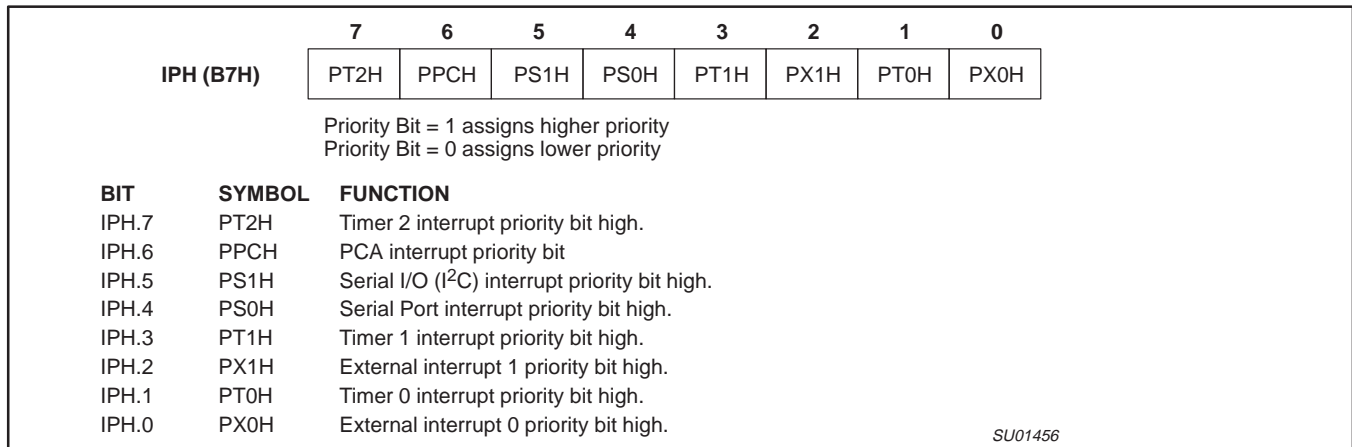 7 6 5 4 3 2 1 0
IPH (B7H) PT2H PPCH PS1H PS0H PT1H PX1H PT0H PX0H
Priority Bit = 1 assigns higher priority
Priority Bit = 0 assigns lower priority
BIT SYMBOL FUNCTION
IPH.7 PT2H Timer 2 interrupt priority bit high.
IPH.6 PPCH PCA interrupt priority bit
IPH.5 PS1H Serial I/O (I²C) interrupt priority bit high.
IPH.4 PS0H Serial Port interrupt priority bit high.
IPH.3 PT1H Timer 1 interrupt priority bit high.
IPH.2 PX1H External interrupt 1 priority bit high.
IPH.1 PT0H Timer 0 interrupt priority bit high.
IPH.0 PX0H External interrupt 0 priority bit high.
SU01456